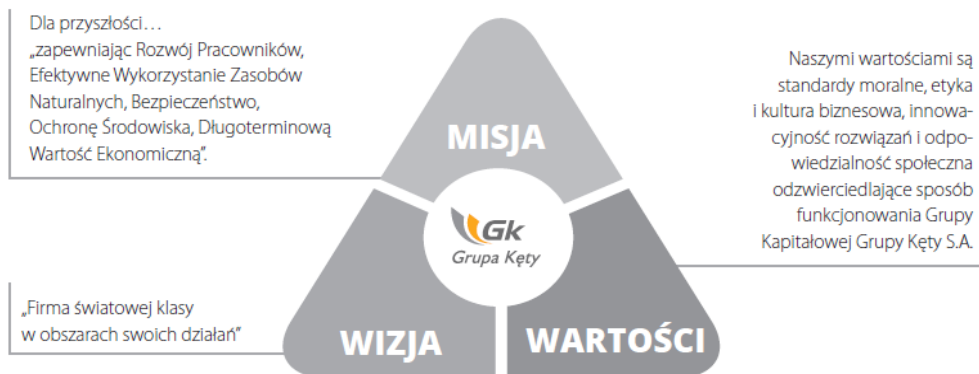 Dla przyszłości…
„zapewniając Rozwój Pracowników,
Efektywne Wykorzystanie Zasobów
Naturalnych, Bezpieczeństwo,
Ochronę Środowiska, Długoterminową
Wartość Ekonomiczną”.
MISJA
Naszymi wartościami są
standardy moralne, etyka
i kultura biznesowa, innowa-
cyjność rozwiązań i odpo-
wiedzialność społeczna
odzwierciedlające sposób
funkcjonowania Grupy
Kapitałowej Grupy Kęty S.A.
Gk
Grupa Kęty
„Firma światowej klasy
w obszarach swoich działań”
WIZJA
WARTOŚCI